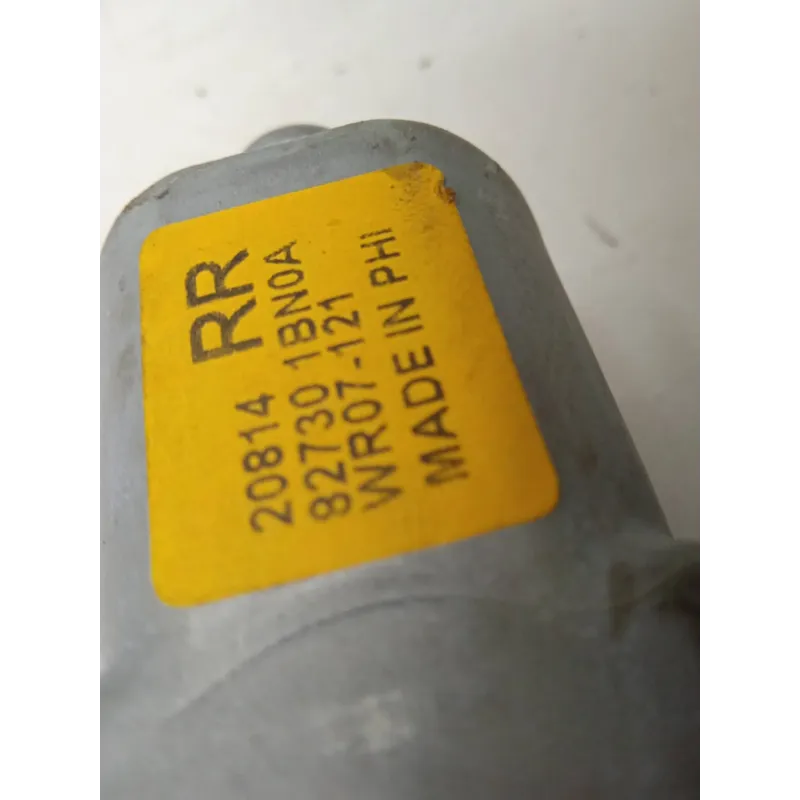 RR
20814
82730 1BN0A
WR07-121
MADE IN PHI